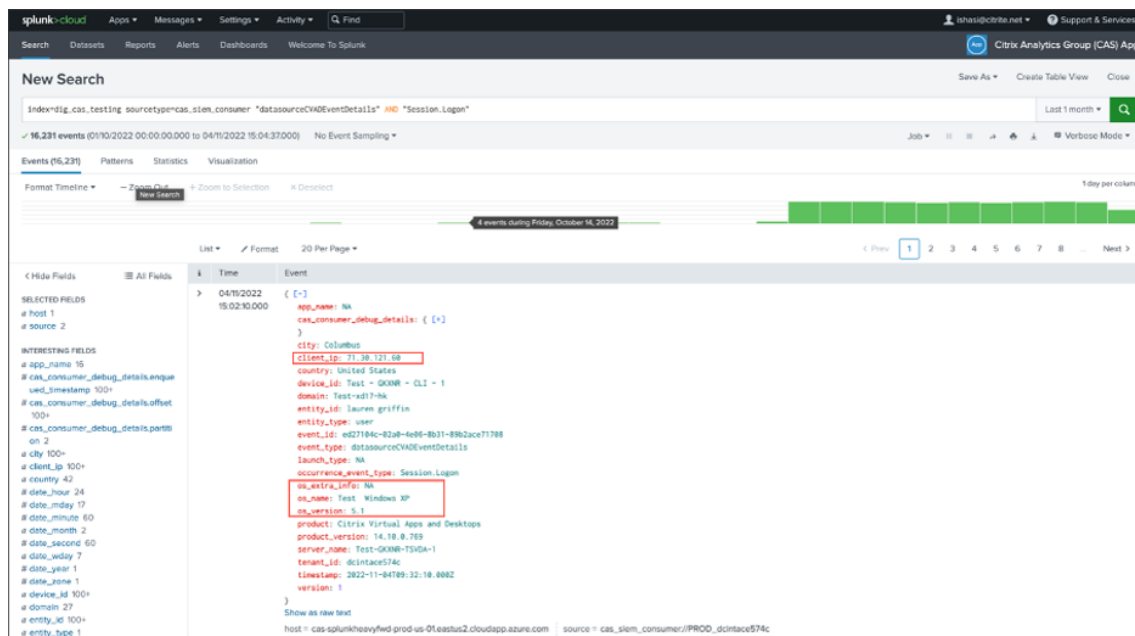 splunk>cloud Apps Messages Settings Activity Find ishasi@citrite.net Support & Services
Search Datasets Reports Alerts Dashboards Welcome To Splunk App Citrix Analytics Group (CAS) App
New Search Save As Create Table View Close
index=dig_cas_testing sourcetype=cas_siem_consumer "datasourceCVADEventDetails" AND "Session.Logon" Last 1 month
16,231 events (01/10/2022 00:00:00.000 to 04/11/2022 15:04:37.000) No Event Sampling Job Verbose Mode
Events (16,231) Patterns Statistics Visualization
Format Timeline – Zoom Out + Zoom to Selection × Deselect 1 day per colum
New Search
4 events during Friday, October 14, 2022
List Format 20 Per Page < Prev 1 2 3 4 5 6 7 8 ... Next >
< Hide Fields All Fields i Time Event
SELECTED FIELDS
a host 1
a source 2
INTERESTING FIELDS
a app_name 16
# cas_consumer_debug_details.enque
ued_timestamp 100+
# cas_consumer_debug_details.offset
100+
# cas_consumer_debug_details.partiti
on 2
a city 100+
a client_ip 100+
a country 42
# date_hour 24
# date_mday 17
# date_minute 60
a date_month 2
# date_second 60
a date_wday 7
# date_year 1
# date_zone 1
a device_id 100+
a domain 27
a entity_id 100+
a entity_type 1
> 04/11/2022
15:02:10.000
{ [-]
app_name: NA
cas_consumer_debug_details: { [+]
}
city: Columbus
client_ip: 71.30.121.60
country: United States
device_id: Test - GKXNR - CLI - 1
domain: Test-xd17-hk
entity_id: lauren griffin
entity_type: user
event_id: ed27104c-02a0-4e06-8b31-89b2ace71708
event_type: datasourceCVADEventDetails
launch_type: NA
occurrence_event_type: Session.Logon
os_extra_info: NA
os_name: Test Windows XP
os_version: 5.1
product: Citrix Virtual Apps and Desktops
product_version: 14.10.0.769
server_name: Test-GKXNR-TSVDA-1
tenant_id: dcintace574c
timestamp: 2022-11-04T09:32:10.000Z
version: 1
}
Show as raw text
host = cas-splunkheavyfwd-prod-us-01.eastus2.cloudapp.azure.com source = cas_siem_consumer://PROD_dcintace574c